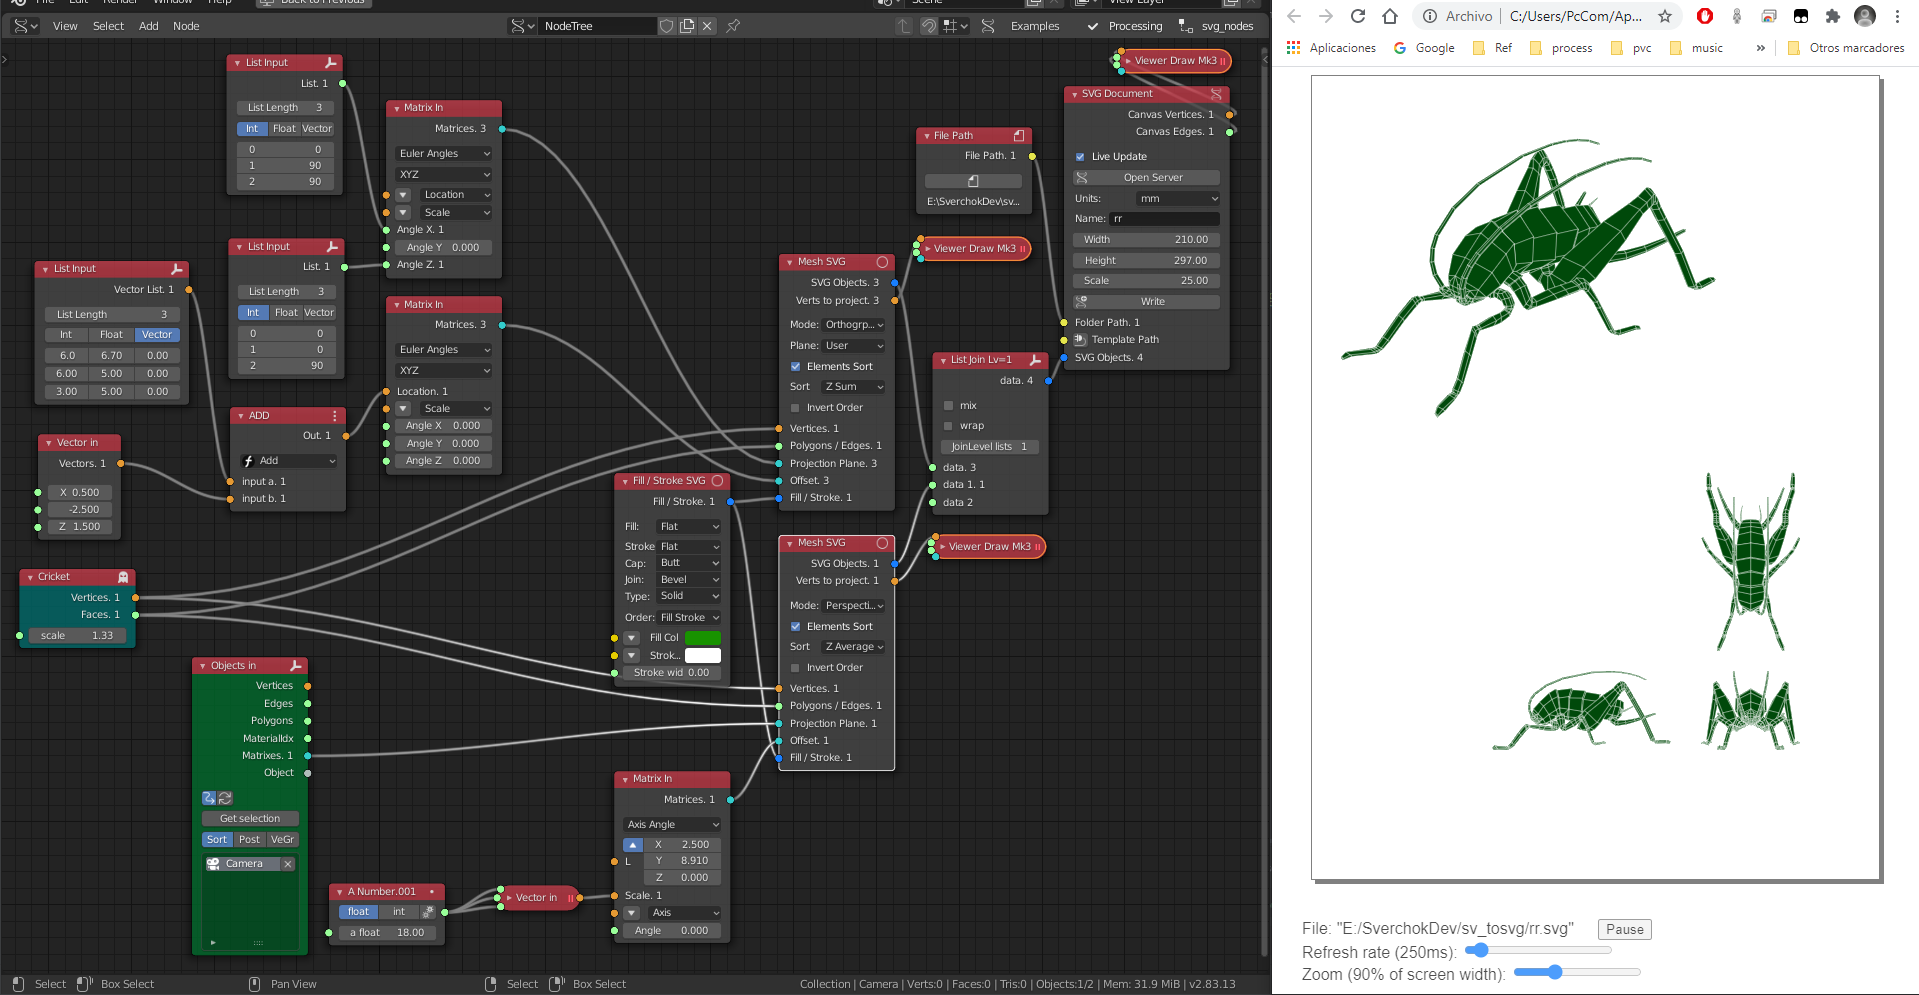 File Edit Render Window Help Back to Previous Scene View Layer
View Select Add Node NodeTree Examples Processing svg_nodes
List Input
List. 1
List Length 3
Int Float Vector
0 0
1 90
2 90
Matrix In
Matrices. 3
Euler Angles
XYZ
Location
Scale
Angle X. 1
Angle Y 0.000
Angle Z. 1
List Input
List. 1
List Length 3
Int Float Vector
0 0
1 0
2 90
List Input
Vector List. 1
List Length 3
Int Float Vector
6.0 6.70 0.00
6.00 5.00 0.00
3.00 5.00 0.00
Matrix In
Matrices. 3
Euler Angles
XYZ
Location. 1
Scale
Angle X 0.000
Angle Y 0.000
Angle Z 0.000
ADD
Out. 1
Add
input a. 1
input b. 1
Vector in
Vectors. 1
X 0.500
-2.500
Z 1.500
Cricket
Vertices. 1
Faces. 1
scale 1.33
Objects in
Vertices
Edges
Polygons
MaterialIdx
Matrixes. 1
Object
Get selection
Sort Post VeGr
Camera
A Number.001
float int
a float 18.00
Vector in
Matrix In
Matrices. 1
Axis Angle
X 2.500
L Y 8.910
Z 0.000
Scale. 1
Axis
Angle 0.000
Fill / Stroke SVG
Fill / Stroke. 1
Fill: Flat
Stroke Flat
Cap: Butt
Join: Bevel
Type: Solid
Order: Fill Stroke
Fill Col
Strok...
Stroke wid 0.00
Mesh SVG
SVG Objects. 3
Verts to project. 3
Mode: Orthogrp...
Plane: User
Elements Sort
Sort Z Sum
Invert Order
Vertices. 1
Polygons / Edges. 1
Projection Plane. 3
Offset. 3
Fill / Stroke. 1
Mesh SVG
SVG Objects. 1
Verts to project. 1
Mode: Perspecti...
Elements Sort
Sort Z Average
Invert Order
Vertices. 1
Polygons / Edges. 1
Projection Plane. 1
Offset. 1
Fill / Stroke. 1
Viewer Draw Mk3
Viewer Draw Mk3
Viewer Draw Mk3
File Path
File Path. 1
E:\SverchokDev\sv...
List Join Lv=1
data. 4
mix
wrap
JoinLevel lists 1
data. 3
data 1. 1
data 2
SVG Document
Canvas Vertices. 1
Canvas Edges. 1
Live Update
Open Server
Units: mm
Name: rr
Width 210.00
Height 297.00
Scale 25.00
Write
Folder Path. 1
Template Path
SVG Objects. 4
Select Box Select Pan View Select Box Select Collection | Camera | Verts:0 | Faces:0 | Tris:0 | Objects:1/2 | Mem: 31.9 MiB | v2.83.13
Archivo C:/Users/PcCom/Ap...
Aplicaciones Google Ref process pvc music » Otros marcadores
File: "E:/SverchokDev/sv_tosvg/rr.svg" Pause
Refresh rate (250ms):
Zoom (90% of screen width):